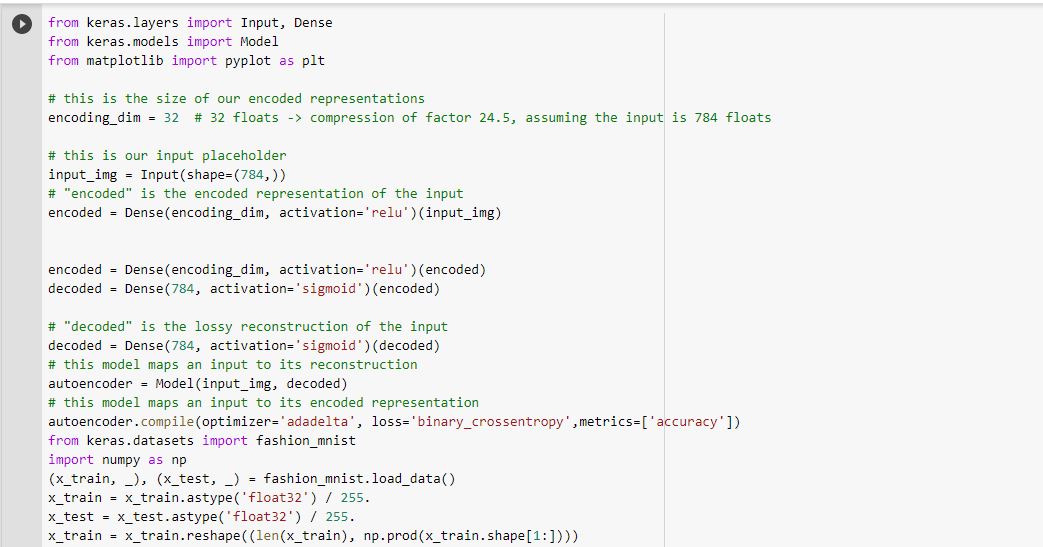 from keras.layers import Input, Dense
from keras.models import Model
from matplotlib import pyplot as plt
# this is the size of our encoded representations
encoding_dim = 32  # 32 floats -> compression of factor 24.5, assuming the input is 784 floats
# this is our input placeholder
input_img = Input(shape=(784,))
# "encoded" is the encoded representation of the input
encoded = Dense(encoding_dim, activation='relu')(input_img)
encoded = Dense(encoding_dim, activation='relu')(encoded)
decoded = Dense(784, activation='sigmoid')(encoded)
# "decoded" is the lossy reconstruction of the input
decoded = Dense(784, activation='sigmoid')(decoded)
# this model maps an input to its reconstruction
autoencoder = Model(input_img, decoded)
# this model maps an input to its encoded representation
autoencoder.compile(optimizer='adadelta', loss='binary_crossentropy',metrics=['accuracy'])
from keras.datasets import fashion_mnist
import numpy as np
(x_train, _), (x_test, _) = fashion_mnist.load_data()
x_train = x_train.astype('float32') / 255.
x_test = x_test.astype('float32') / 255.
x_train = x_train.reshape((len(x_train), np.prod(x_train.shape[1:])))